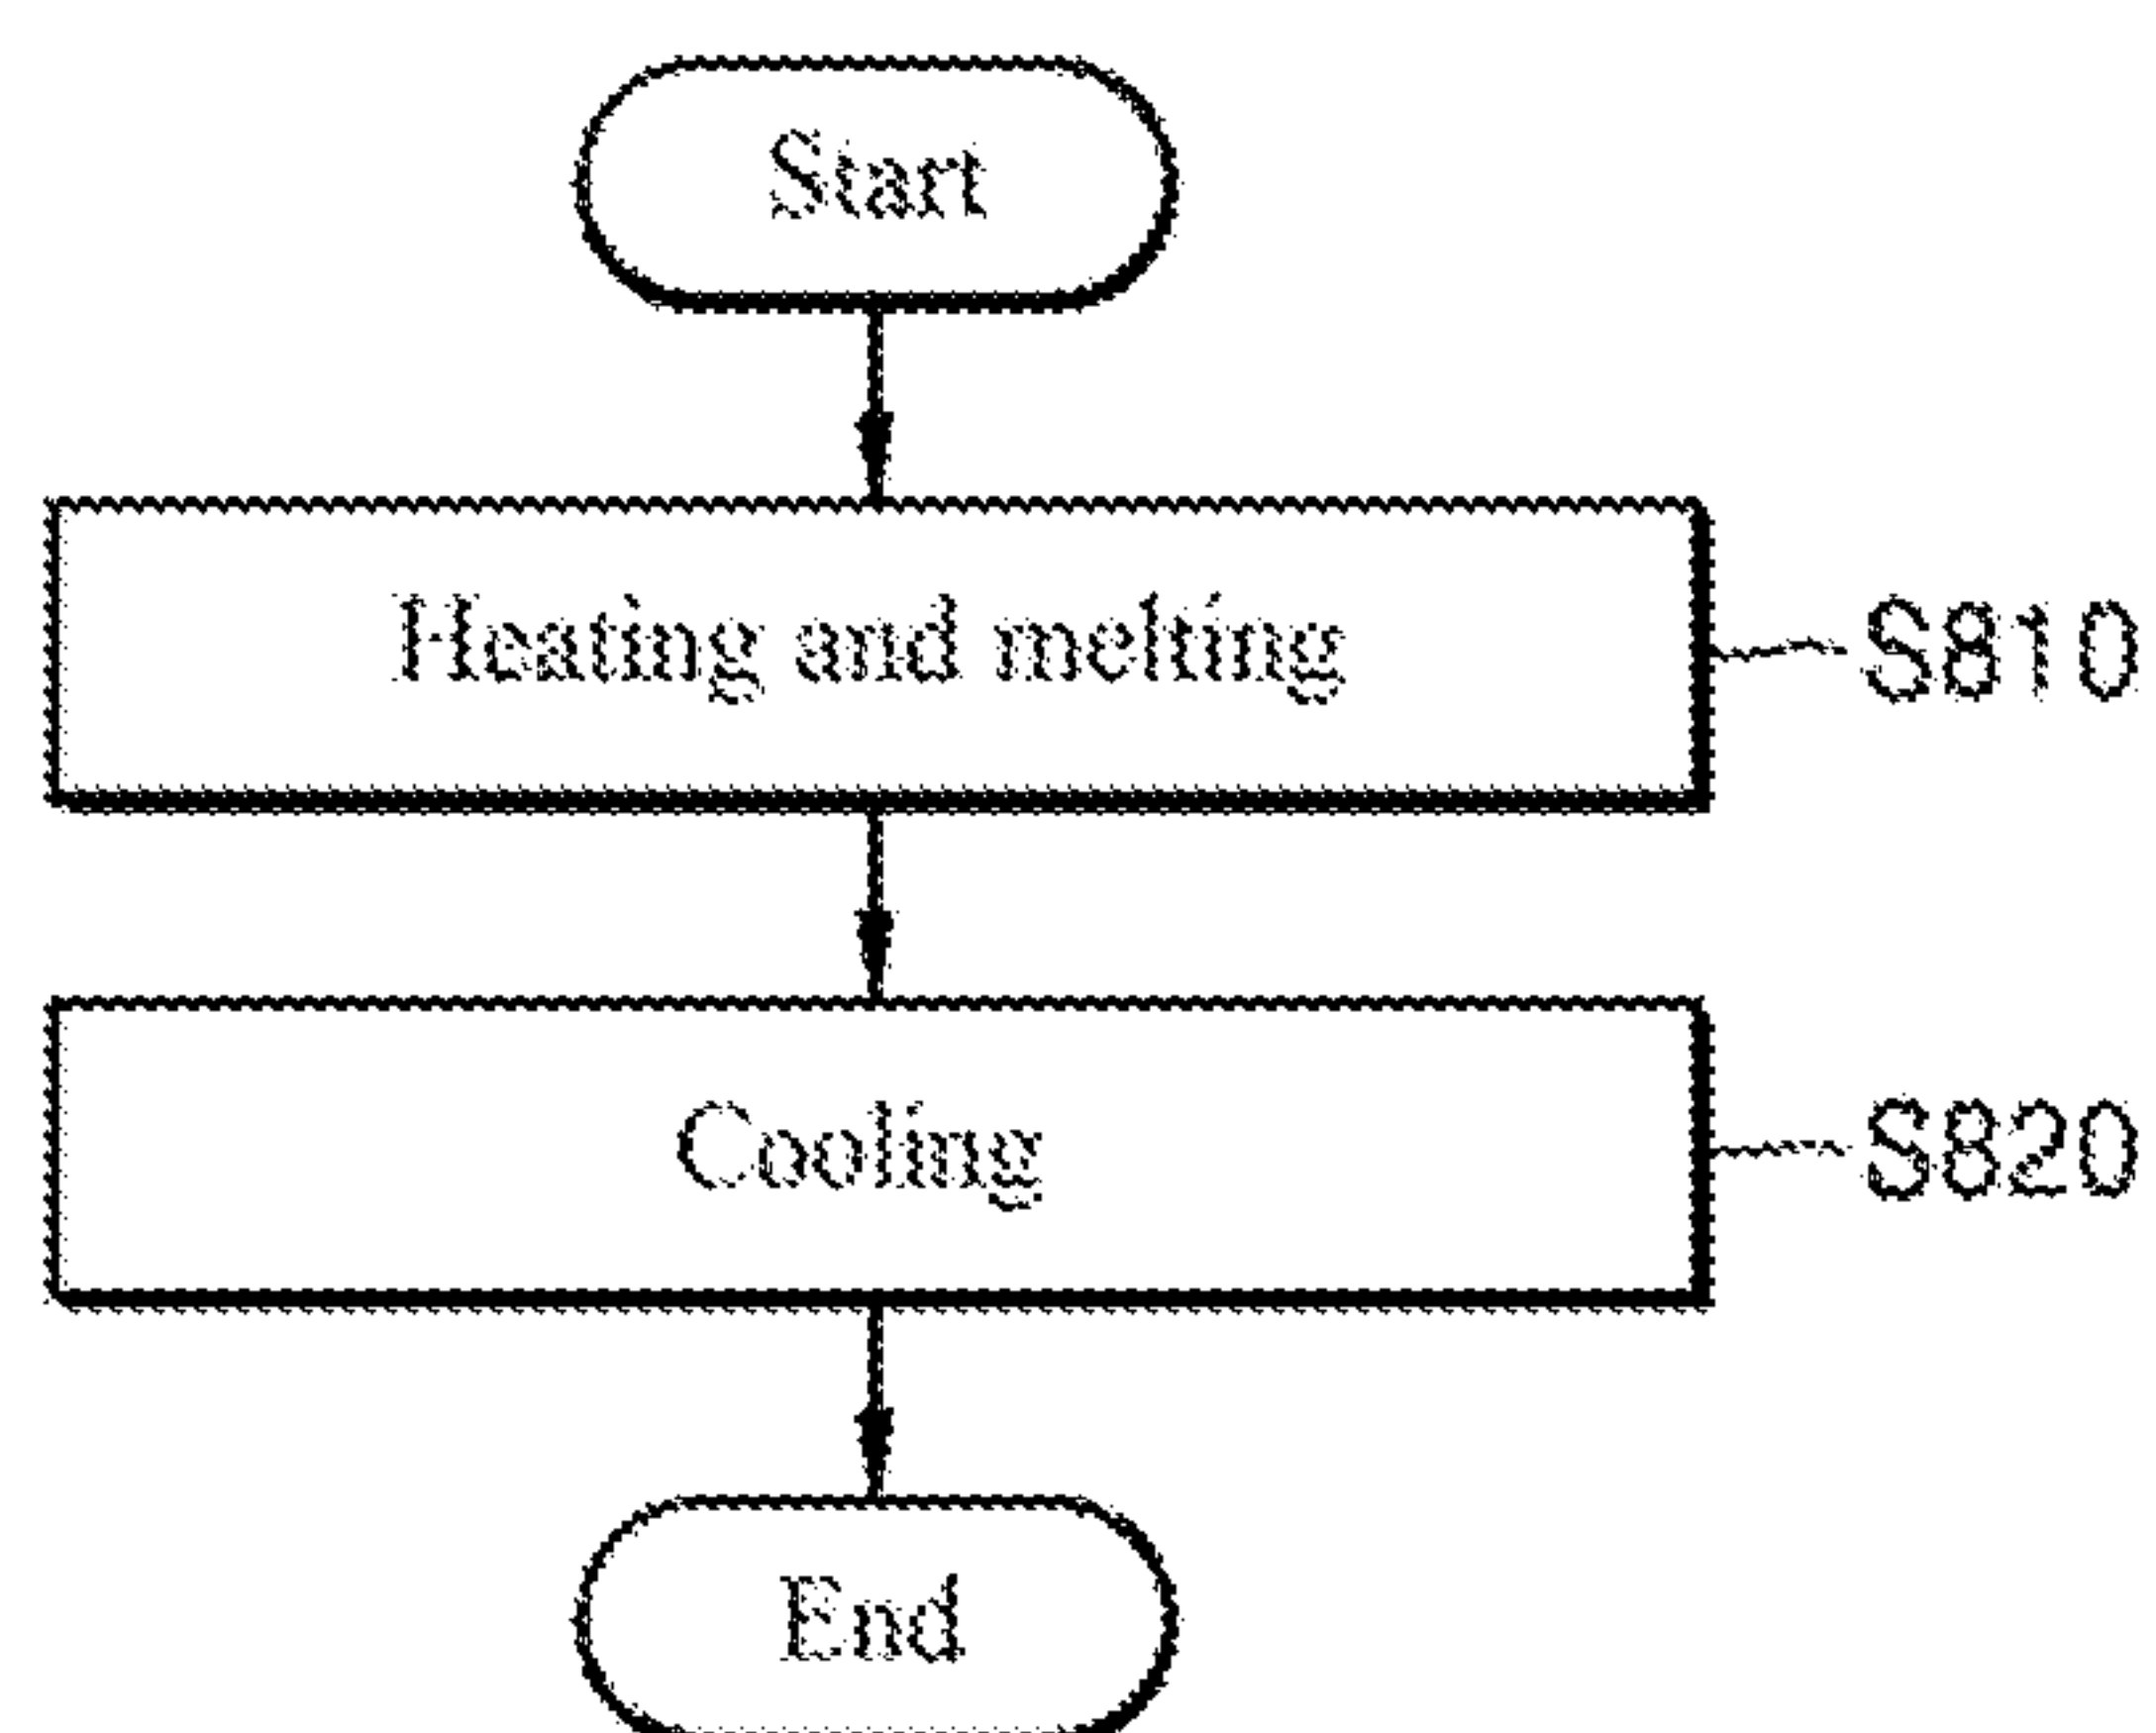 Start
Heating and melting
S810
Cooling
S820
End